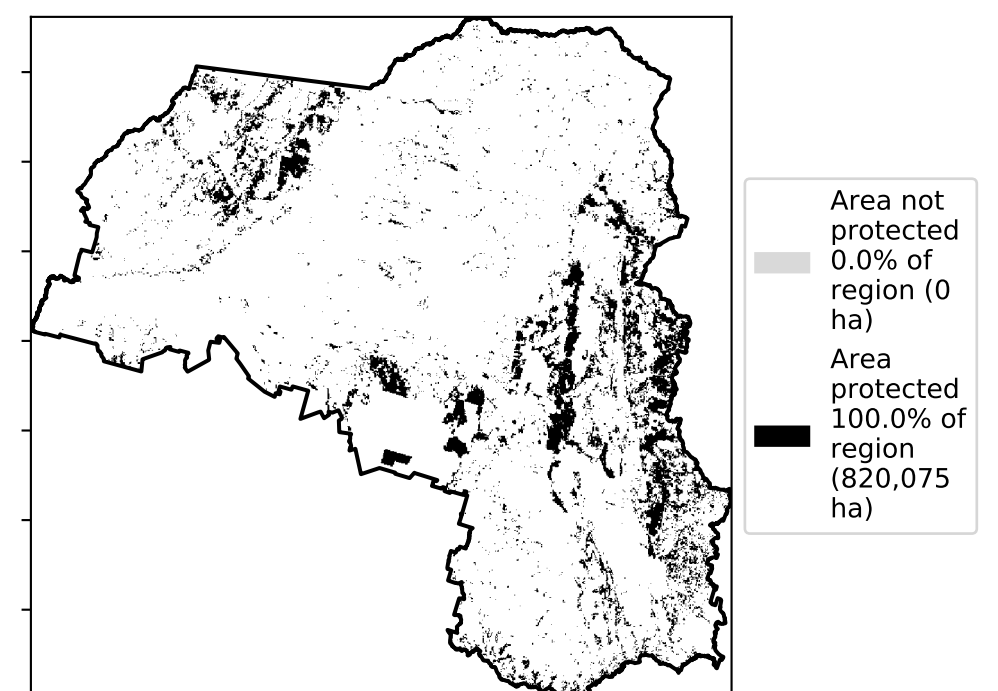 Area not
protected
0.0% of
region (0
ha)
Area
protected
100.0% of
region
(820,075
ha)